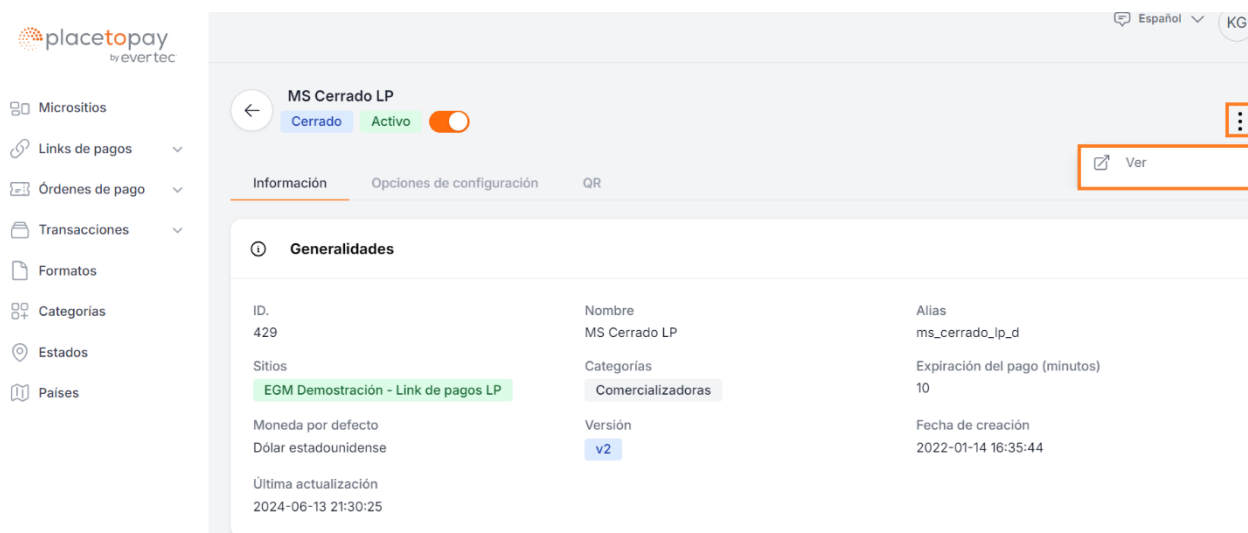 placetopay
by evertec
Español
KG
Micrositios
Links de pagos
Órdenes de pago
Transacciones
Formatos
Categorías
Estados
Países
MS Cerrado LP
Cerrado
Activo
Ver
Información
Opciones de configuración
QR
Generalidades
ID.
429
Nombre
MS Cerrado LP
Alias
ms_cerrado_lp_d
Sitios
EGM Demostración - Link de pagos LP
Categorías
Comercializadoras
Expiración del pago (minutos)
10
Moneda por defecto
Dólar estadounidense
Versión
v2
Fecha de creación
2022-01-14 16:35:44
Última actualización
2024-06-13 21:30:25